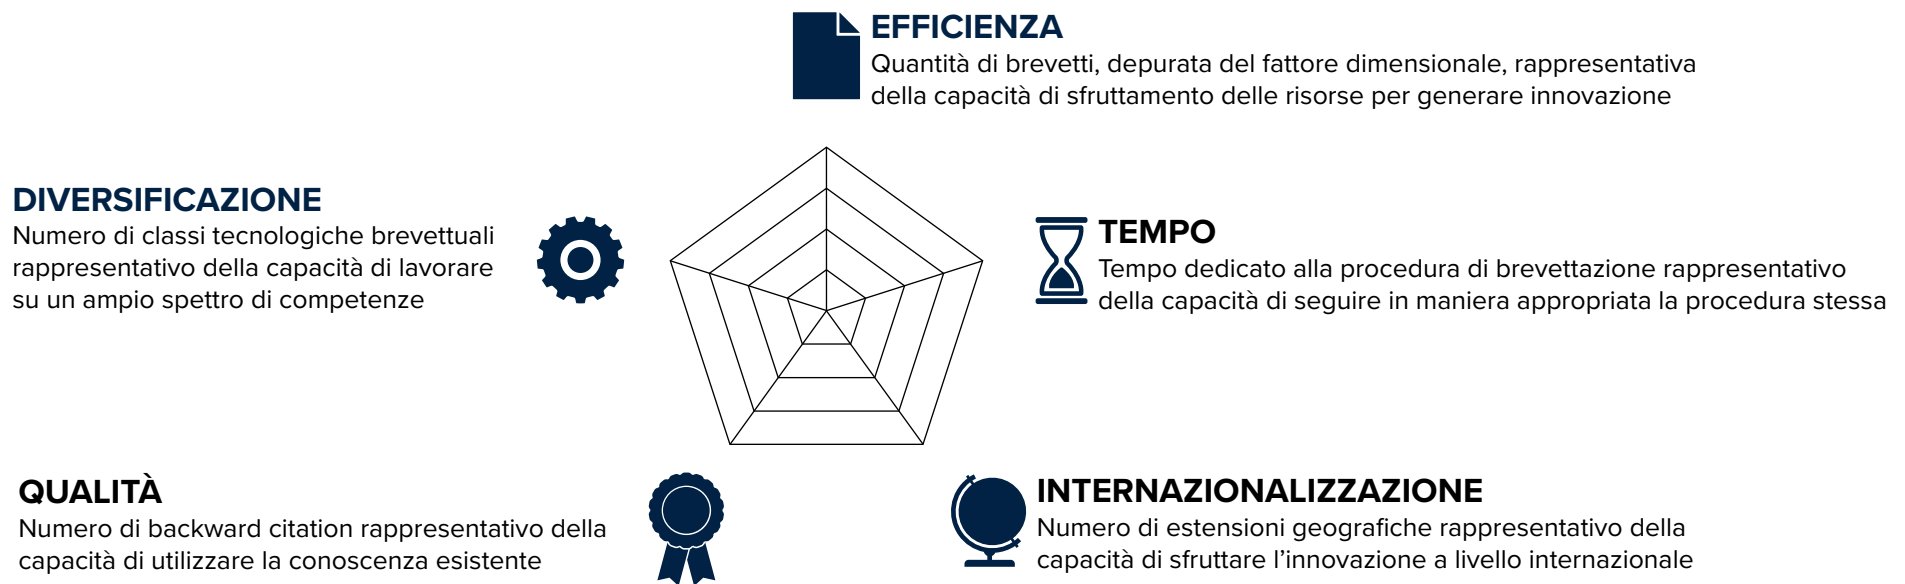 EFFICIENZA
Quantità di brevetti, depurata del fattore dimensionale, rappresentativa
della capacità di sfruttamento delle risorse per generare innovazione
DIVERSIFICAZIONE
Numero di classi tecnologiche brevettuali
rappresentativo della capacità di lavorare
su un ampio spettro di competenze
TEMPO
Tempo dedicato alla procedura di brevettazione rappresentativo
della capacità di seguire in maniera appropriata la procedura stessa
QUALITÀ
Numero di backward citation rappresentativo della
capacità di utilizzare la conoscenza esistente
INTERNAZIONALIZZAZIONE
Numero di estensioni geografiche rappresentativo della
capacità di sfruttare l’innovazione a livello internazionale